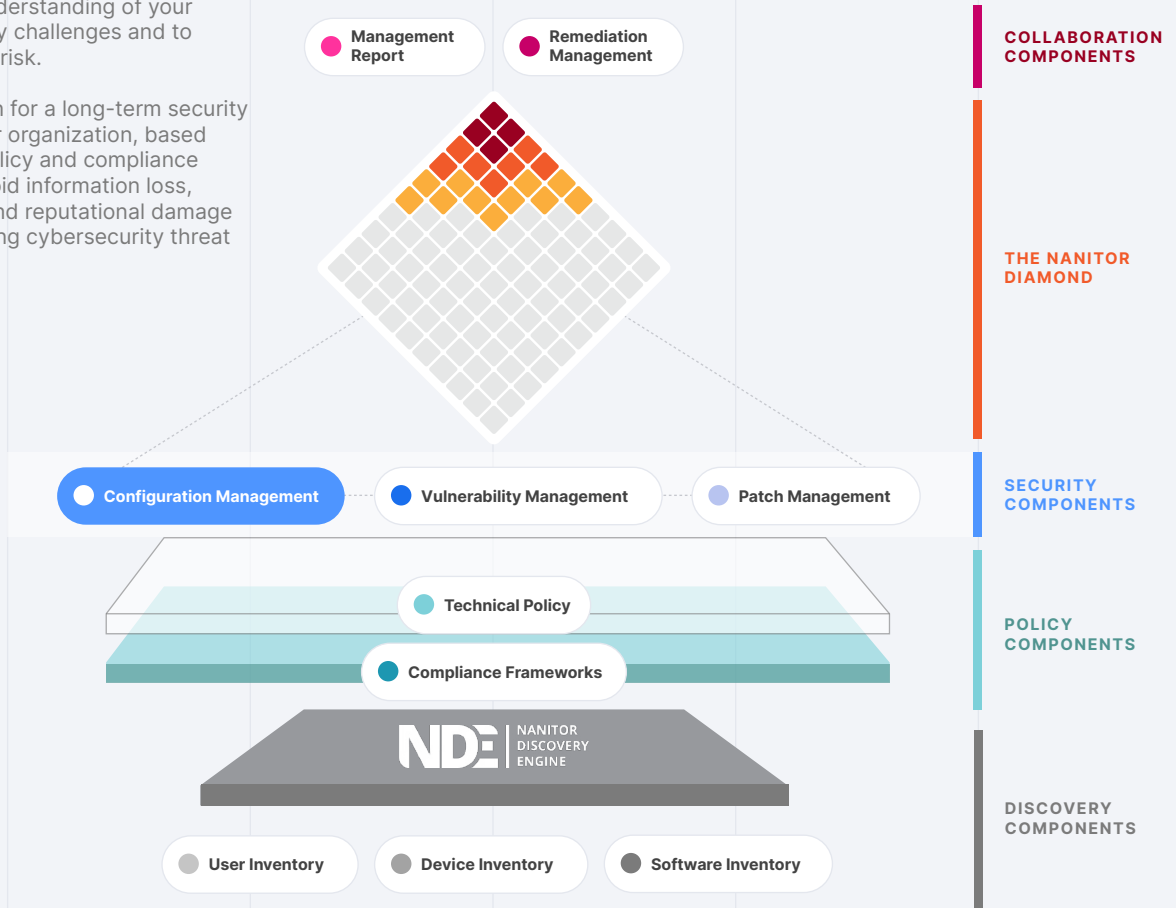 derstanding of your
y challenges and to
risk.
for a long-term security
organization, based
licy and compliance
id information loss,
nd reputational damage
ng cybersecurity threat
Management
Report
Remediation
Management
COLLABORATION
COMPONENTS
THE NANITOR
DIAMOND
Configuration Management
Vulnerability Management
Patch Management
SECURITY
COMPONENTS
Technical Policy
Compliance Frameworks
POLICY
COMPONENTS
NDE
NANITOR
DISCOVERY
ENGINE
DISCOVERY
COMPONENTS
User Inventory
Device Inventory
Software Inventory